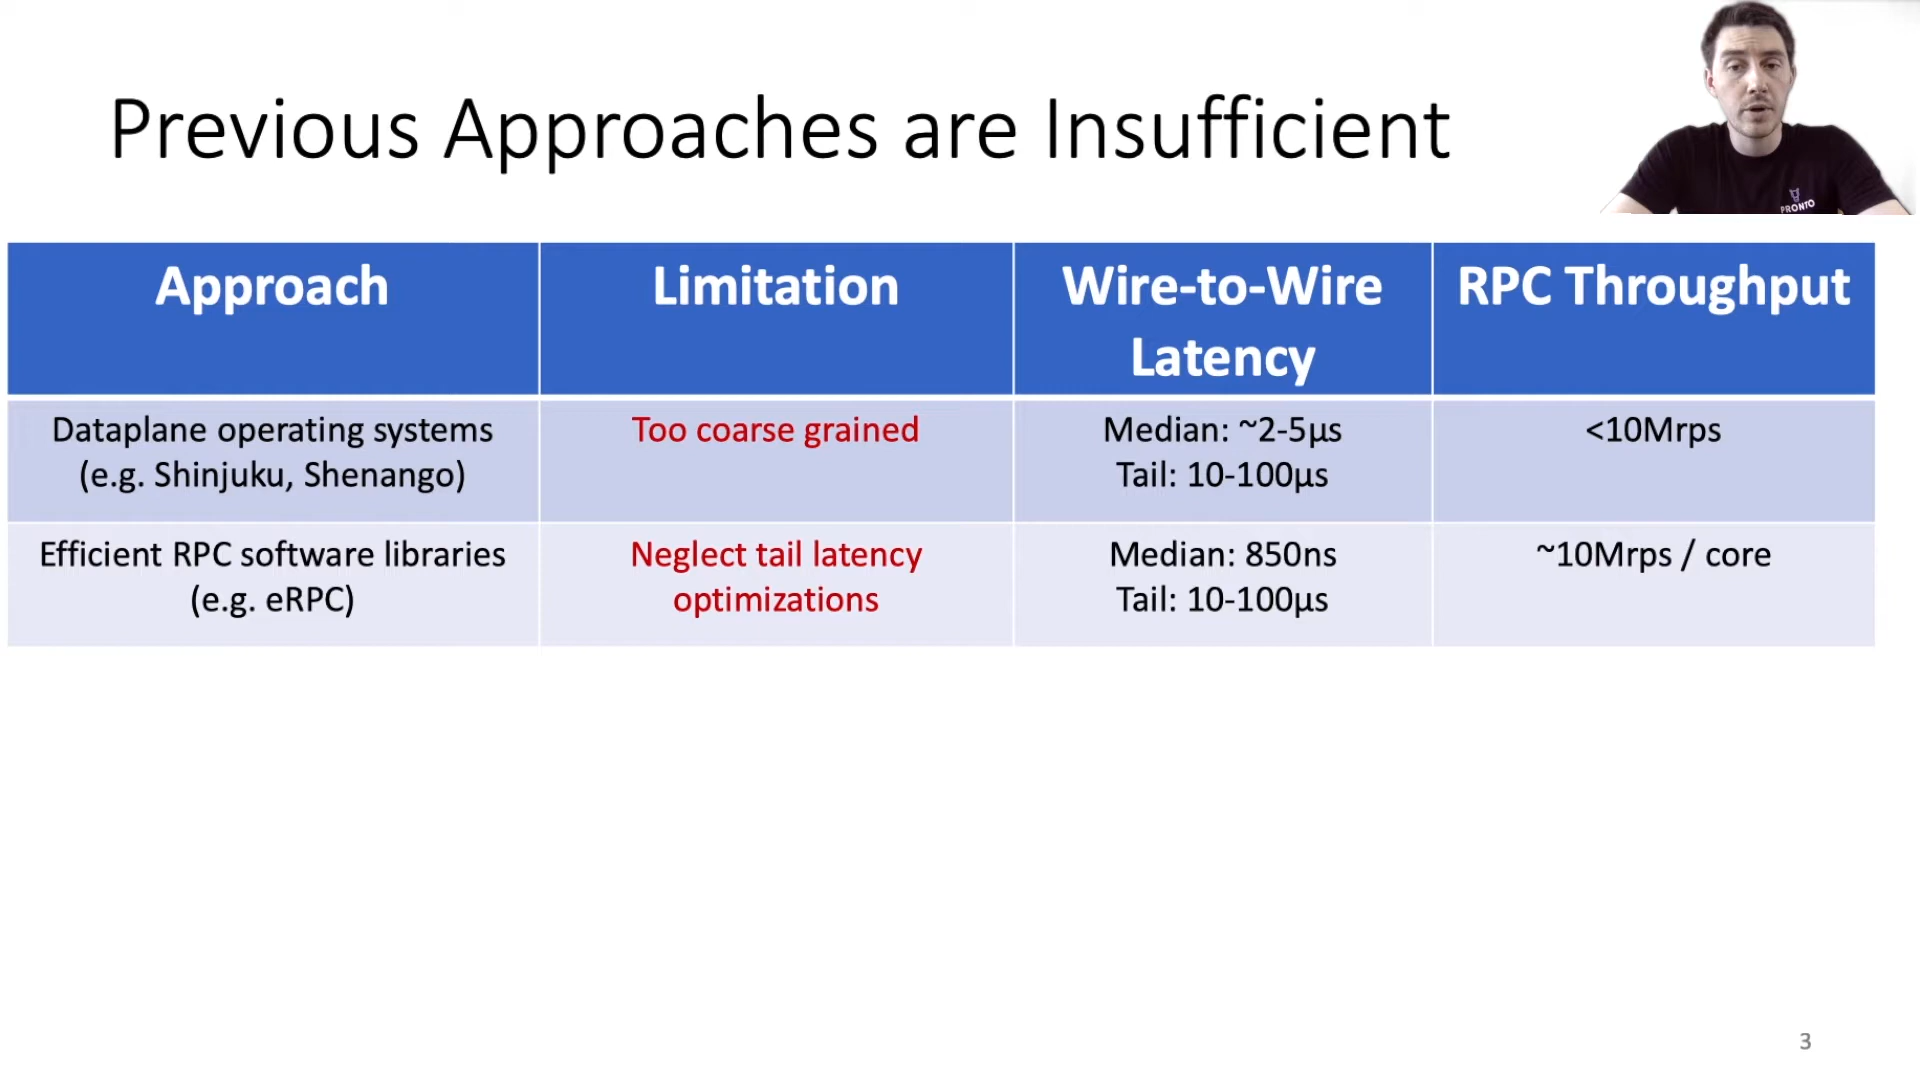 Previous Approaches are Insufficient
PRONTO
Approach
Limitation
Wire-to-Wire
Latency
RPC Throughput
Dataplane operating systems
(e.g. Shinjuku, Shenango)
Too coarse grained
Median: ~2-5µs
Tail: 10-100µs
<10Mrps
Efficient RPC software libraries
(e.g. eRPC)
Neglect tail latency
optimizations
Median: 850ns
Tail: 10-100µs
~10Mrps / core
3